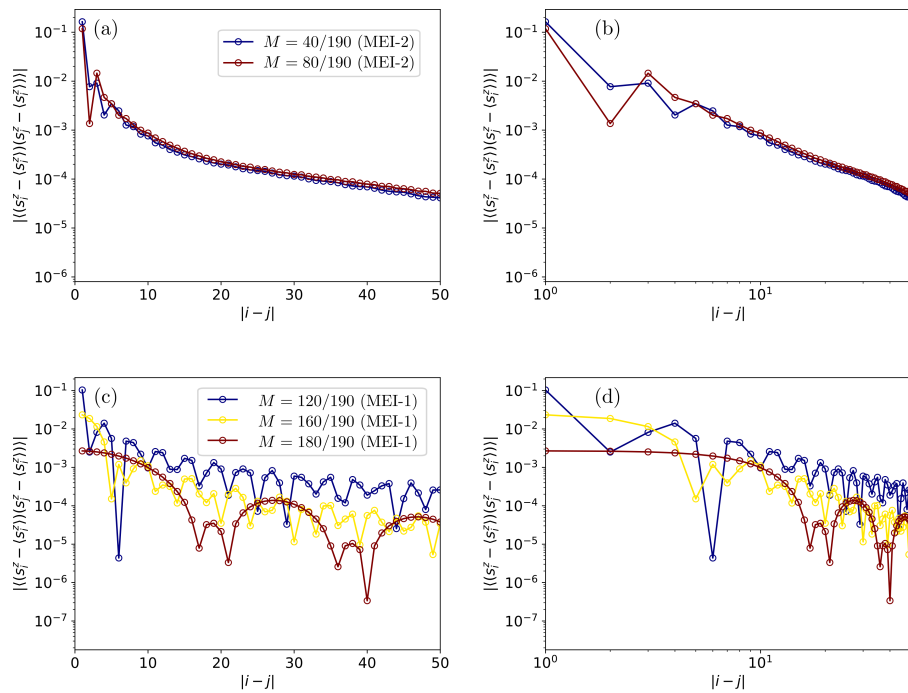 (a)
M = 40/190 (MEI-2)
M = 80/190 (MEI-2)
|⟨(s_i^z − ⟨s_i^z⟩)(s_j^z − ⟨s_j^z⟩)⟩|
10^{-1}
10^{-2}
10^{-3}
10^{-4}
10^{-5}
10^{-6}
0 10 20 30 40 50
|i − j|
(b)
|⟨(s_i^z − ⟨s_i^z⟩)(s_j^z − ⟨s_j^z⟩)⟩|
10^{-1}
10^{-2}
10^{-3}
10^{-4}
10^{-5}
10^{-6}
10^0 10^1
|i − j|
(c)
M = 120/190 (MEI-1)
M = 160/190 (MEI-1)
M = 180/190 (MEI-1)
|⟨(s_i^z − ⟨s_i^z⟩)(s_j^z − ⟨s_j^z⟩)⟩|
10^{-1}
10^{-2}
10^{-3}
10^{-4}
10^{-5}
10^{-6}
10^{-7}
0 10 20 30 40 50
|i − j|
(d)
|⟨(s_i^z − ⟨s_i^z⟩)(s_j^z − ⟨s_j^z⟩)⟩|
10^{-1}
10^{-2}
10^{-3}
10^{-4}
10^{-5}
10^{-6}
10^{-7}
10^0 10^1
|i − j|